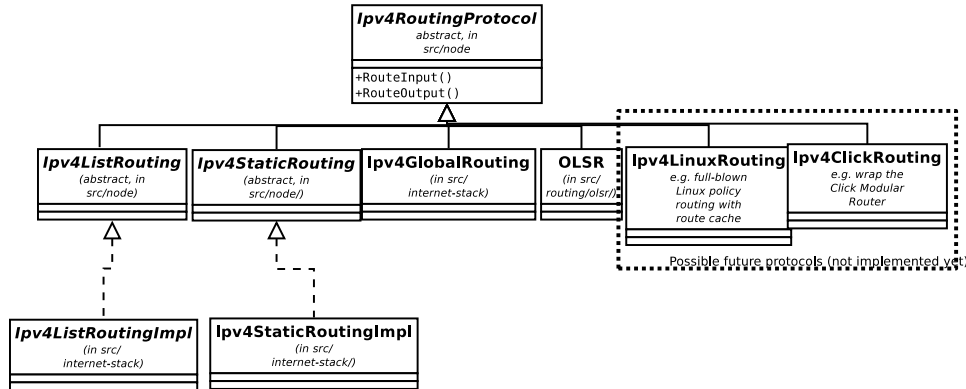 Ipv4RoutingProtocol
abstract, in
src/node
+RouteInput()
+RouteOutput()
Ipv4ListRouting
(abstract, in
src/node)
Ipv4StaticRouting
(abstract, in
src/node/)
Ipv4GlobalRouting
(in src/
internet-stack)
OLSR
(in src/
routing/olsr/)
Ipv4LinuxRouting
e.g. full-blown
Linux policy
routing with
route cache
Ipv4ClickRouting
e.g. wrap the
Click Modular
Router
Possible future protocols (not implemented yet)
Ipv4ListRoutingImpl
(in src/
internet-stack)
Ipv4StaticRoutingImpl
(in src/
internet-stack/)